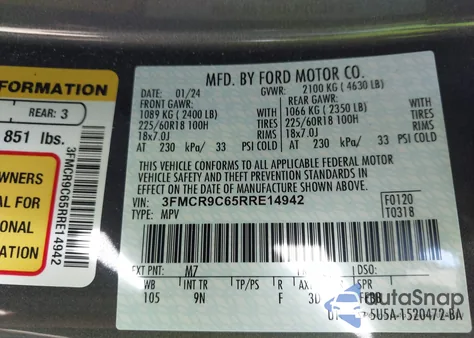 FORMATION
REAR: 3
851 lbs.
OWNERS
AL FOR
ONAL
MATION
3FMCR9C65RRE14942
MFD. BY FORD MOTOR CO.
DATE: 01/24 GVWR: 2100 KG ( 4630 LB)
FRONT GAWR: REAR GAWR:
1089 KG ( 2400 LB) 1066 KG ( 2350 LB) WITH
225/60R18 100H TIRES 225/60R18 100H TIRES
18x7.0J RIMS 18x7.0J RIMS
AT 230 kPa/ 33 PSI COLD AT 230 kPa/ 33 PSI COLD
THIS VEHICLE CONFORMS TO ALL APPLICABLE FEDERAL MOTOR
VEHICLE SAFETY AND THEFT PREVENTION STANDARDS IN
EFFECT ON THE DATE OF MANUFACTURE SHOWN ABOVE.
VIN: 3FMCR9C65RRE14942 F0120
TYPE: MPV T0318
EXT PNT: M7 DSO:
WB INT TR TP/PS R SPR
105 9N F
5U5A-1520472-BA
AutoSnap